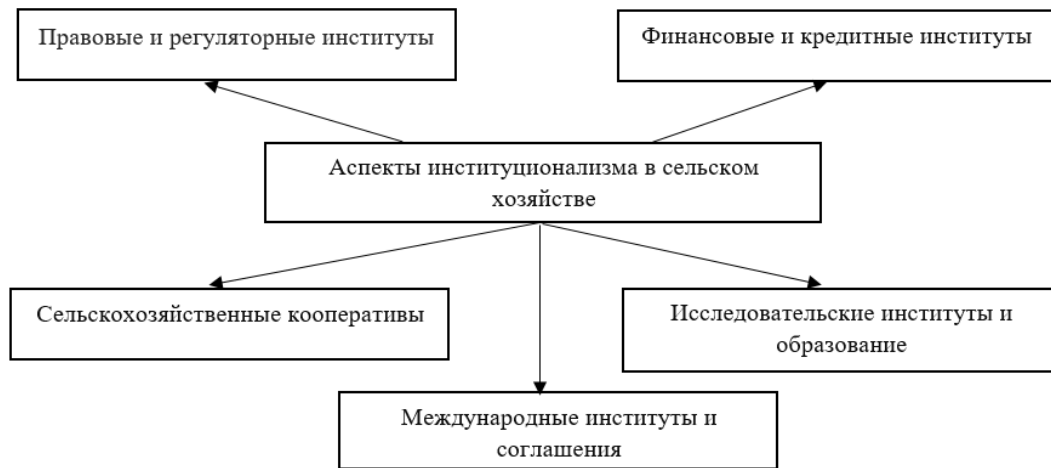 Правовые и регуляторные институты
Финансовые и кредитные институты
Аспекты институционализма в сельском
хозяйстве
Сельскохозяйственные кооперативы
Исследовательские институты и
образование
Международные институты и
соглашения